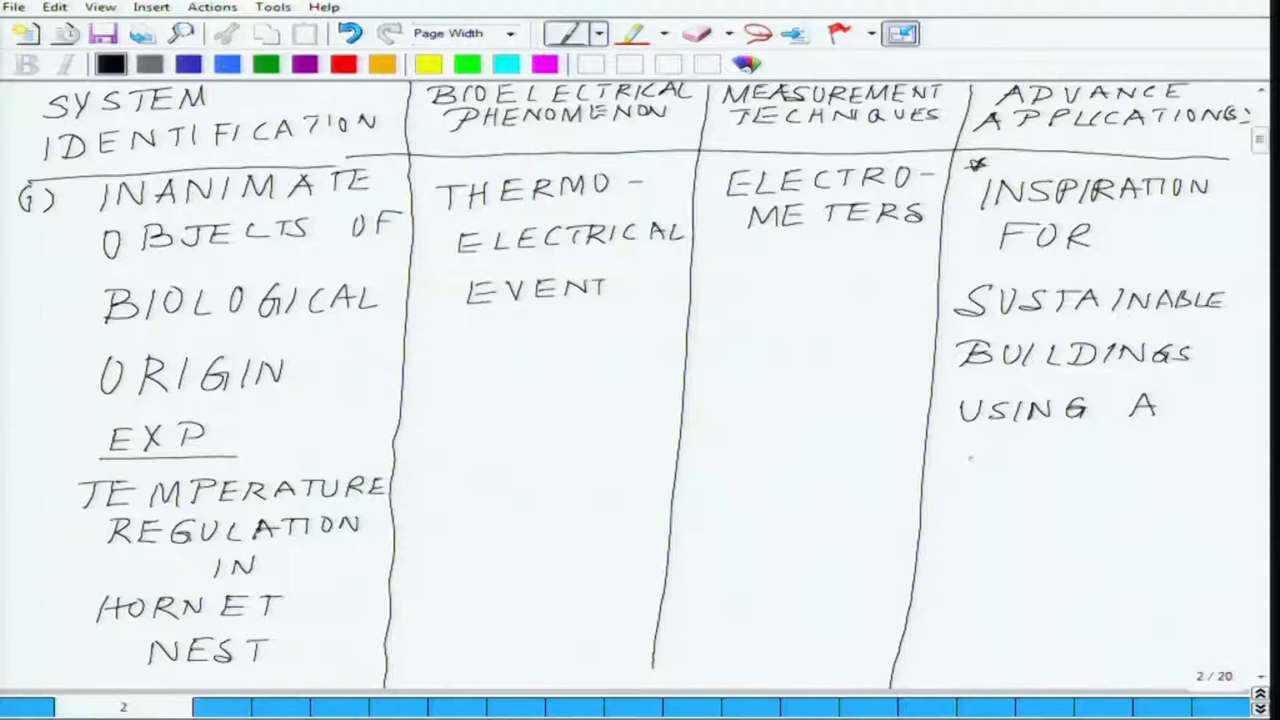 File Edit View Insert Actions Tools Help
Page Width
SYSTEM
IDENTIFICATION
BIOELECTRICAL
PHENOMENON
MEASUREMENT
TECHNIQUES
ADVANCE
APPLICATIONS:
(i) INANIMATE
OBJECTS OF
BIOLOGICAL
ORIGIN
EXP
TEMPERATURE
REGULATION
IN
HORNET
NEST
THERMO-
ELECTRICAL
EVENT
ELECTRO-
METERS
* INSPIRATION
FOR
SUSTAINABLE
BUILDINGS
USING A
2 / 20
2